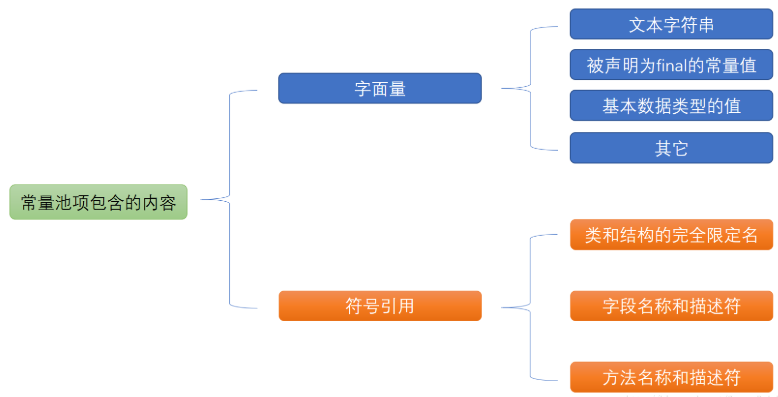 常量池项包含的内容
字面量
文本字符串
被声明为final的常量值
基本数据类型的值
其它
符号引用
类和结构的完全限定名
字段名称和描述符
方法名称和描述符